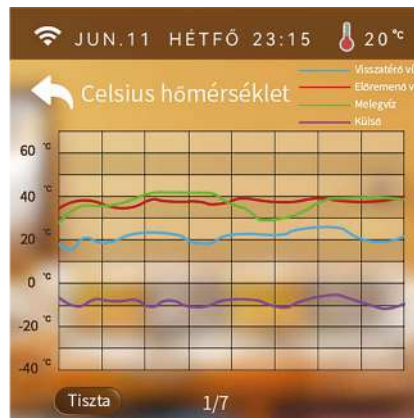 JUN.11 HÉTFŐ 23:15 20℃
Celsius hőmérséklet
Visszatérő ví
Előremenő v
Melegvíz
Külső
60 ℃
40 ℃
20 ℃
0 ℃
-20 ℃
-40 ℃
Tiszta 1/7